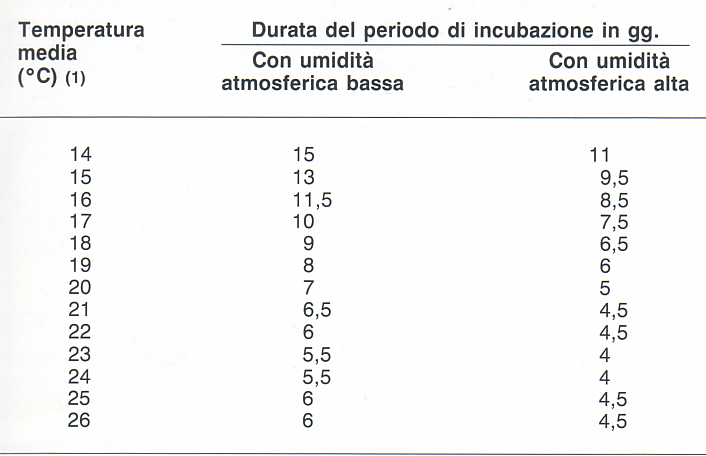 Temperatura media (°C) (1) Durata del periodo di incubazione in gg.
Con umidità atmosferica bassa Con umidità atmosferica alta
14 15 11
15 13 9,5
16 11,5 8,5
17 10 7,5
18 9 6,5
19 8 6
20 7 5
21 6,5 4,5
22 6 4,5
23 5,5 4
24 5,5 4
25 6 4,5
26 6 4,5